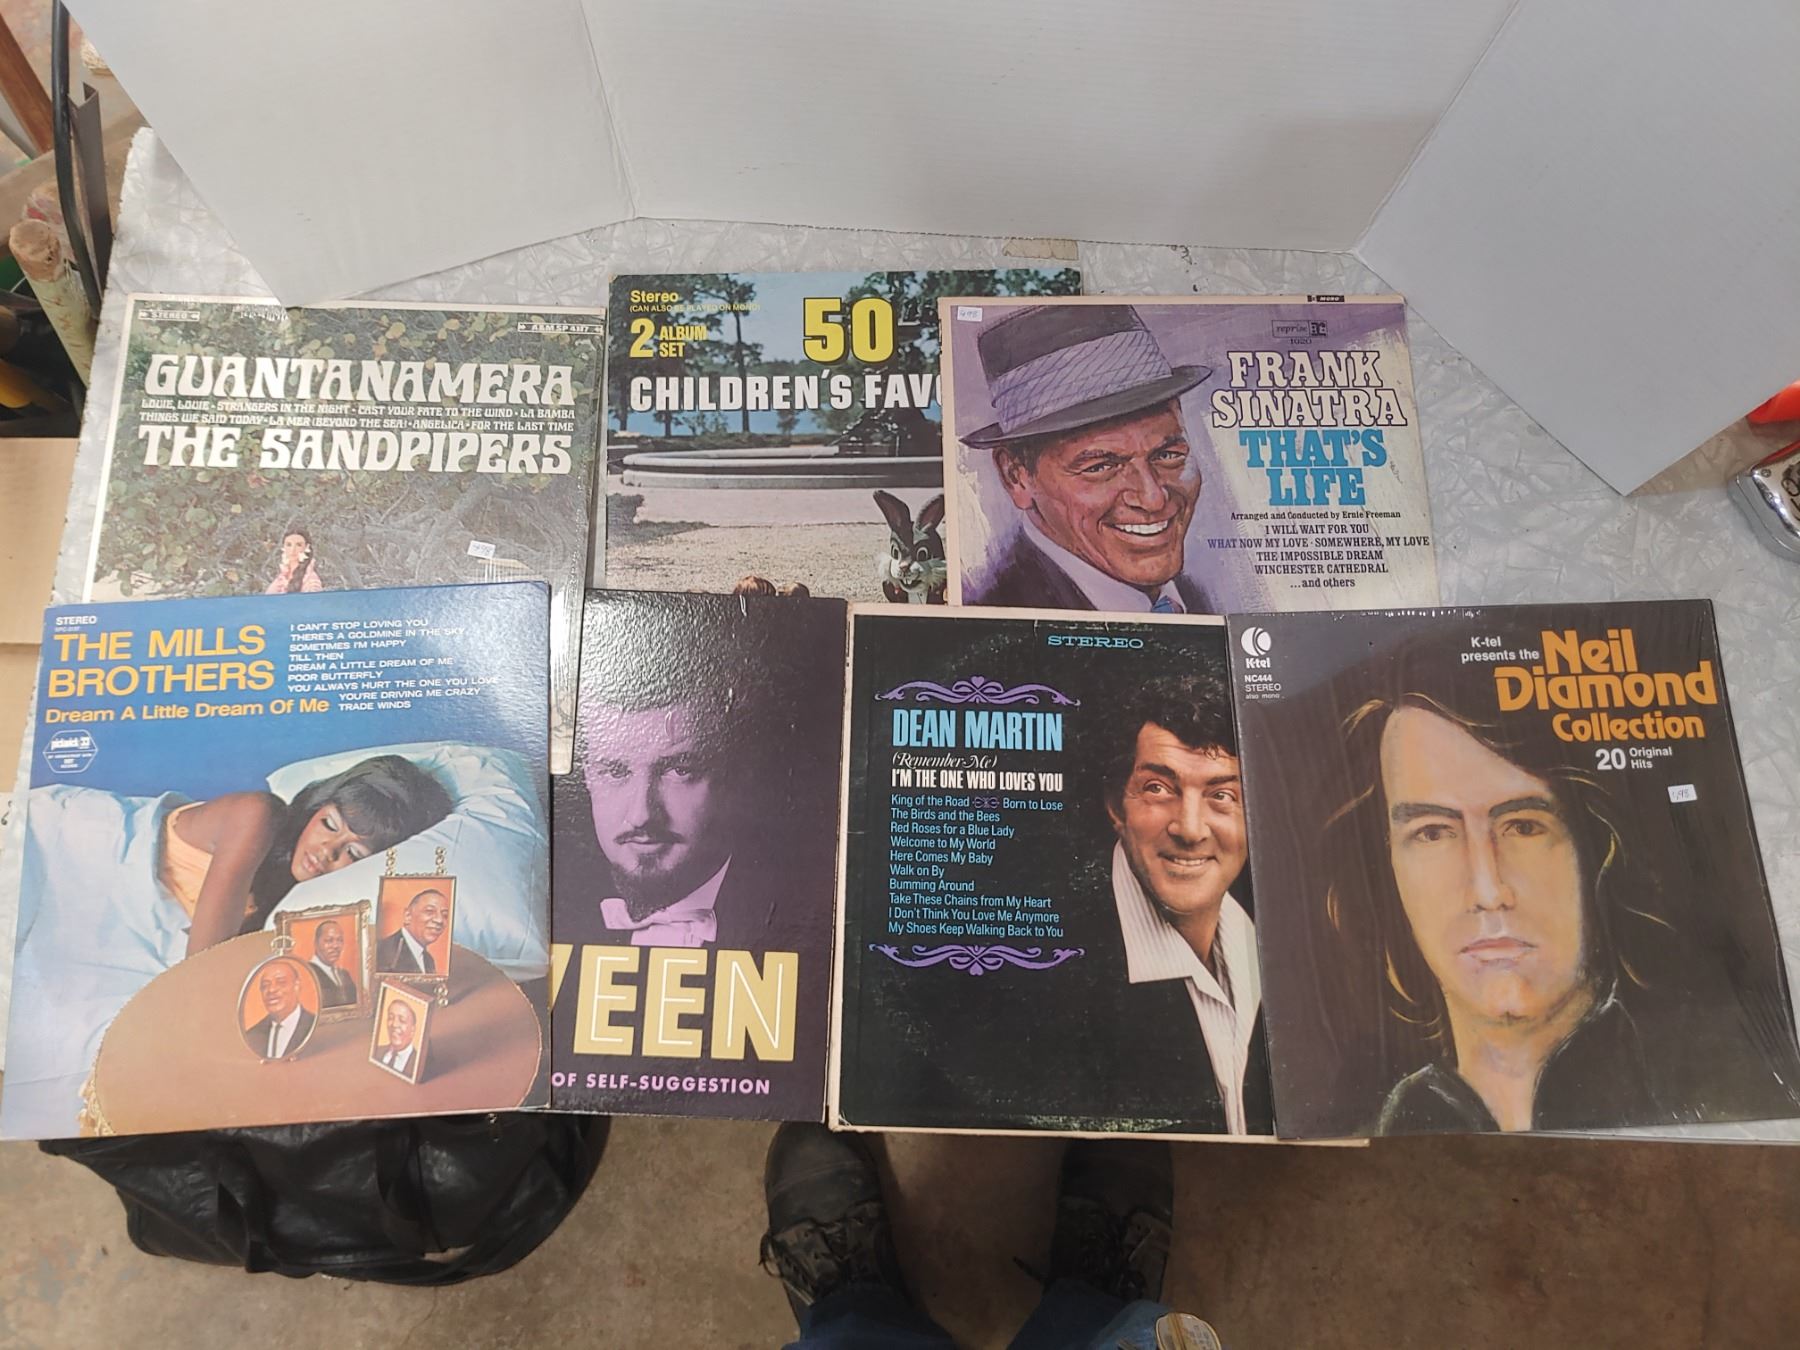 STEREO
A&M SP 4117
GUANTANAMERA
LOUIE, LOUIE • STRANGERS IN THE NIGHT • CAST YOUR FATE TO THE WIND • LA BAMBA
THINGS WE SAID TODAY • LA MER (BEYOND THE SEA) • ANGELICA • FOR THE LAST TIME
THE SANDPIPERS
Stereo
(CAN ALSO BE PLAYED ON MONO)
2 ALBUM
SET
50
CHILDREN'S FAVO
MONO
reprise
1020
FRANK
SINATRA
THAT'S
LIFE
Arranged and Conducted by Ernie Freeman
I WILL WAIT FOR YOU
WHAT NOW MY LOVE · SOMEWHERE, MY LOVE
THE IMPOSSIBLE DREAM
WINCHESTER CATHEDRAL
...and others
STEREO
THE MILLS
BROTHERS
Dream A Little Dream Of Me
I CAN'T STOP LOVING YOU
THERE'S A GOLDMINE IN THE SKY
SOMETIMES I'M HAPPY
TILL THEN
DREAM A LITTLE DREAM OF ME
POOR BUTTERFLY
YOU ALWAYS HURT THE ONE YOU LOVE
YOU'RE DRIVING ME CRAZY
TRADE WINDS
pickwick 33
VEEN
OF SELF-SUGGESTION
STEREO
DEAN MARTIN
(Remember Me)
I'M THE ONE WHO LOVES YOU
King of the Road Born to Lose
The Birds and the Bees
Red Roses for a Blue Lady
Welcome to My World
Here Comes My Baby
Walk on By
Bumming Around
Take These Chains from My Heart
I Don't Think You Love Me Anymore
My Shoes Keep Walking Back to You
K-tel
NC444
STEREO
also mono
K-tel
presents the
Neil
Diamond
Collection
20 Original
Hits